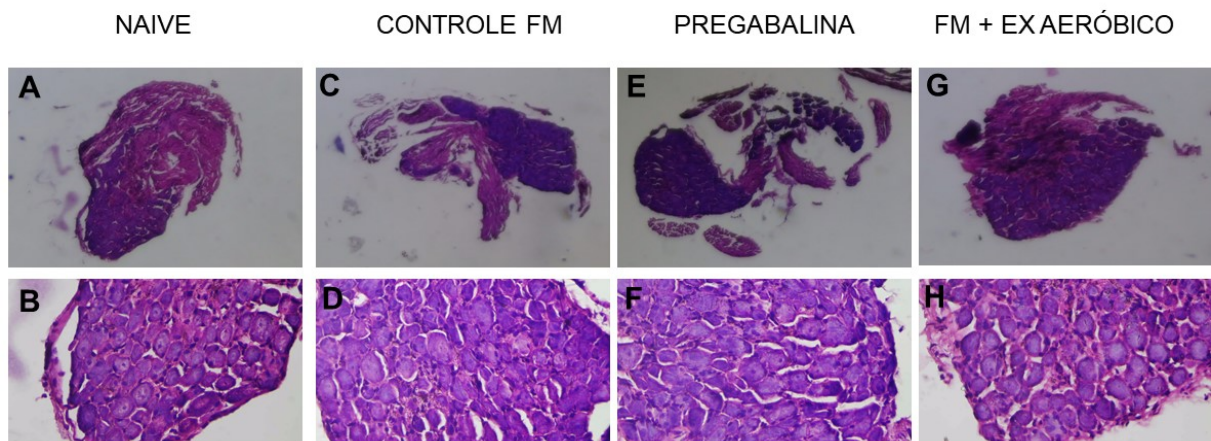 NAIVE CONTROLE FM PREGABALINA FM + EX AERÓBICO
A C E G
B D F H